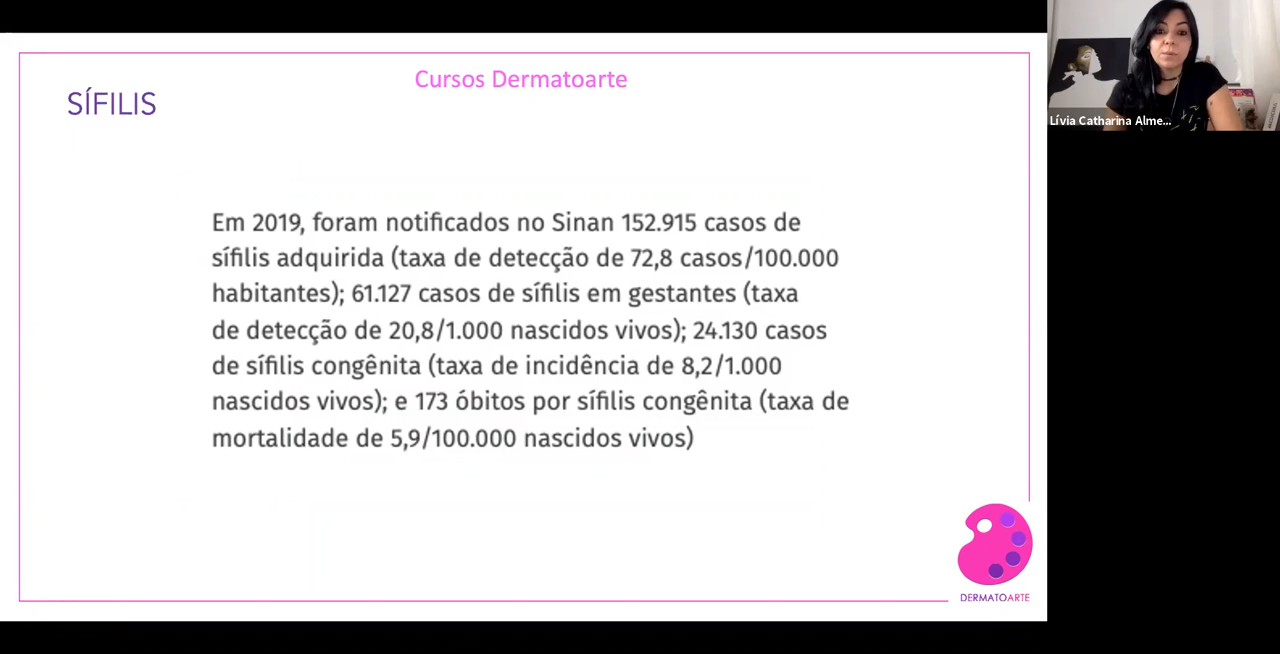 Cursos Dermatoarte
SÍFILIS
Em 2019, foram notificados no Sinan 152.915 casos de
sífilis adquirida (taxa de detecção de 72,8 casos/100.000
habitantes); 61.127 casos de sífilis em gestantes (taxa
de detecção de 20,8/1.000 nascidos vivos); 24.130 casos
de sífilis congênita (taxa de incidência de 8,2/1.000
nascidos vivos); e 173 óbitos por sífilis congênita (taxa de
mortalidade de 5,9/100.000 nascidos vivos)
DERMATOARTE
Lívia Catharina Alme...